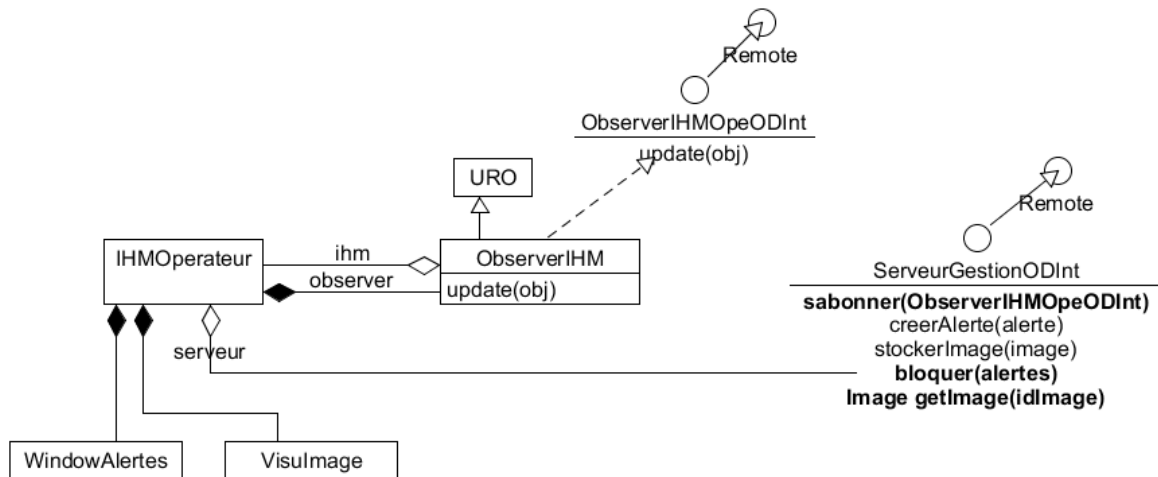 Remote
ObserverIHMOpeODInt
update(obj)
URO
Remote
IHMOperateur
ihm
observer
ObserverIHM
update(obj)
ServeurGestionODInt
sabonner(ObserverIHMOpeODInt)
creerAlerte(alerte)
stockerImage(image)
bloquer(alertes)
Image getImage(idImage)
serveur
WindowAlertes
VisuImage